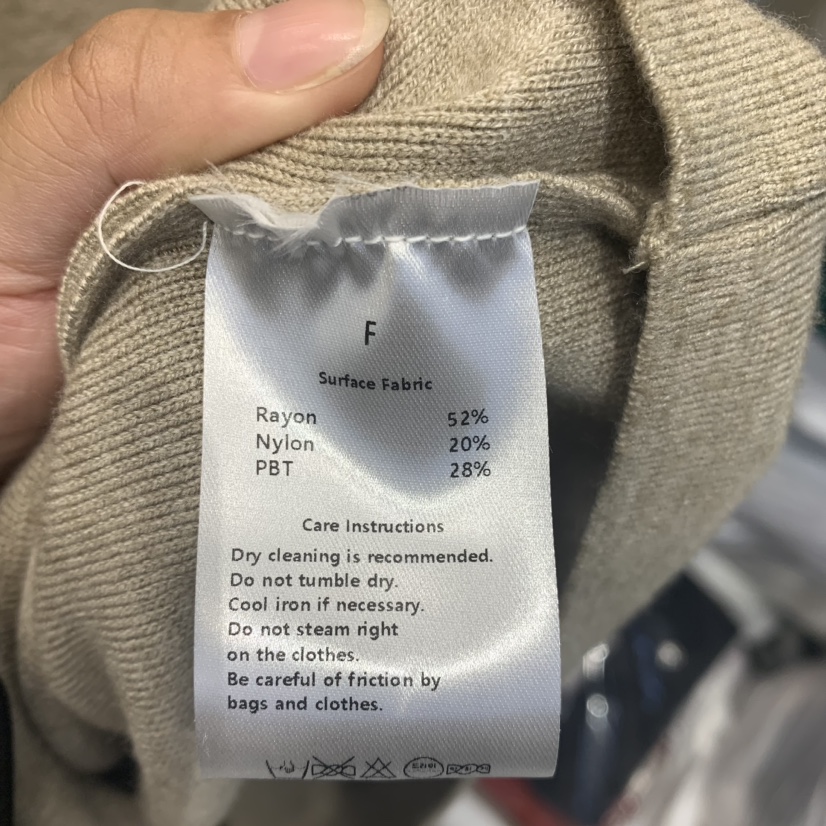 F
Surface Fabric
Rayon 52%
Nylon 20%
PBT 28%
Care Instructions
Dry cleaning is recommended.
Do not tumble dry.
Cool iron if necessary.
Do not steam right
on the clothes.
Be careful of friction by
bags and clothes.